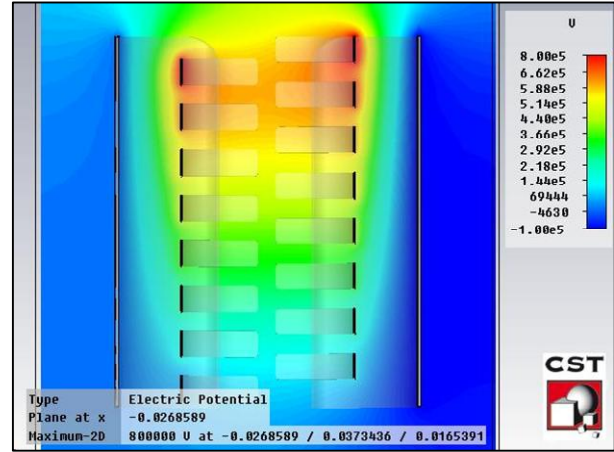 V
8.00e5
6.62e5
5.88e5
5.14e5
4.40e5
3.66e5
2.92e5
2.18e5
1.44e5
69444
-4630
-1.00e5
CST
Type Electric Potential
Plane at x -0.0268589
Maximum-2D 800000 V at -0.0268589 / 0.0373436 / 0.0165391